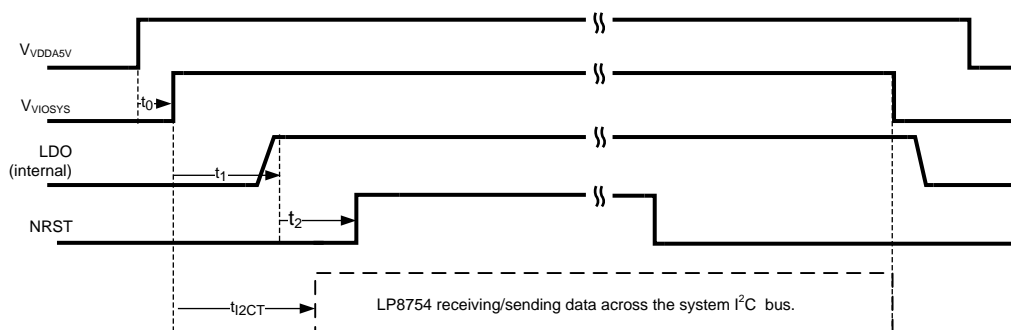 VVDDA5V
t0
VVIOSYS
LDO
(internal)
t1
t2
NRST
tI2CT
LP8754 receiving/sending data across the system I2C bus.